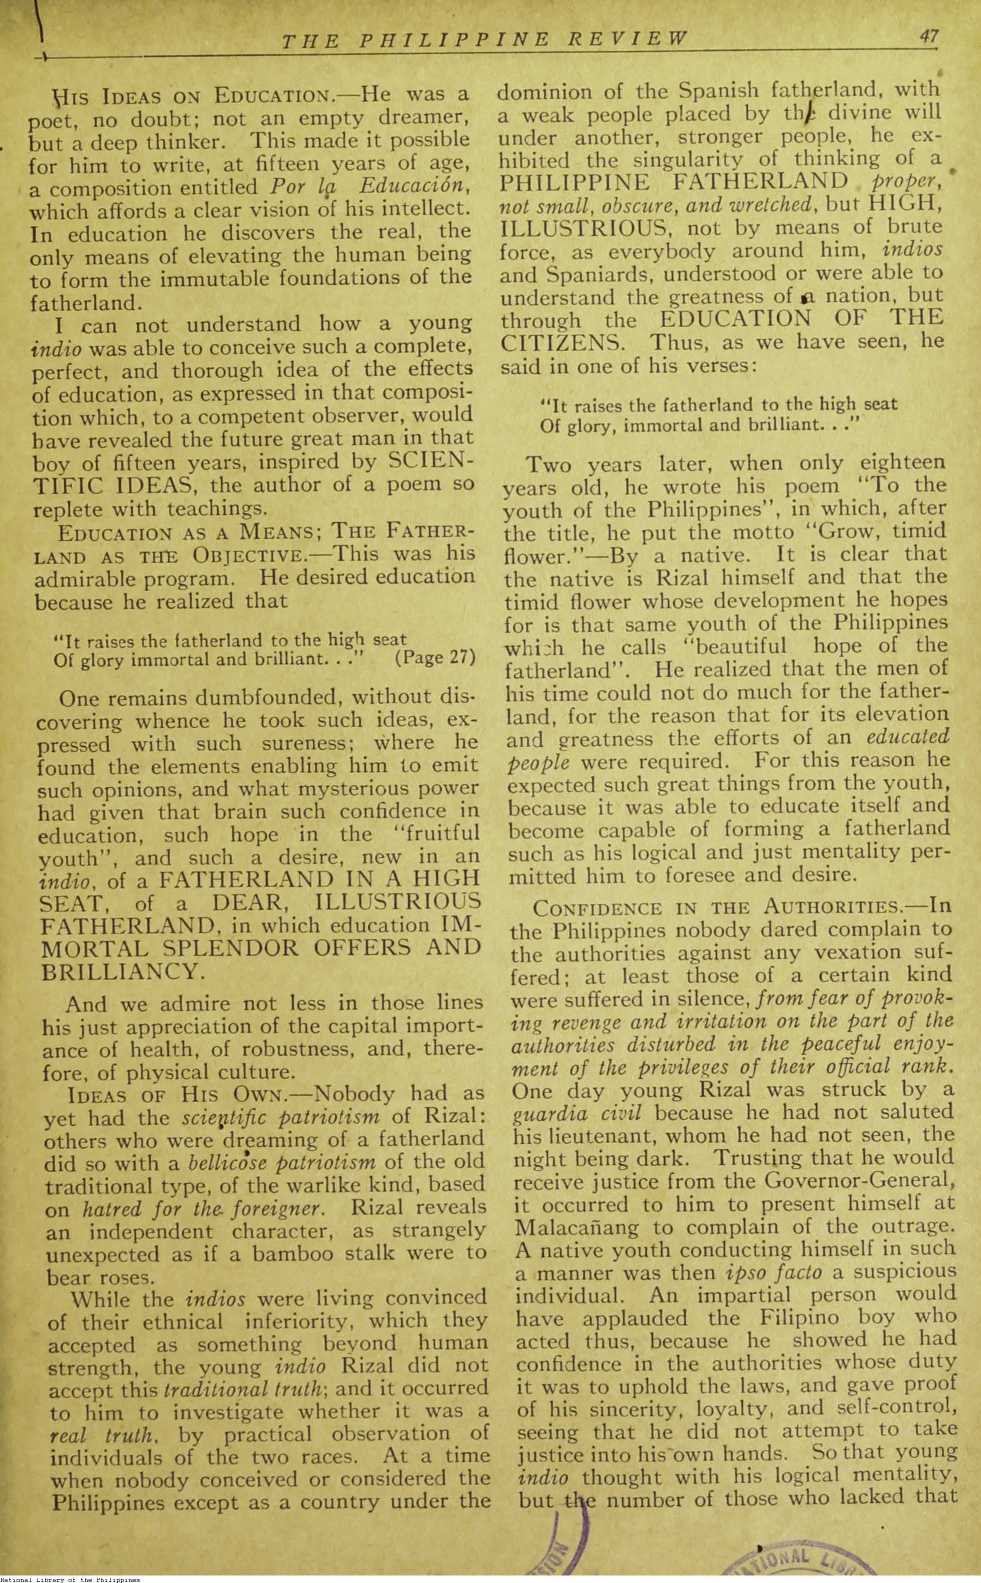 THE PHILIPPINE REVIEW 47
HIS IDEAS ON EDUCATION.—He was a
poet, no doubt; not an empty dreamer,
but a deep thinker. This made it possible
for him to write, at fifteen years of age,
a composition entitled Por la Educación,
which affords a clear vision of his intellect.
In education he discovers the real, the
only means of elevating the human being
to form the immutable foundations of the
fatherland.
I can not understand how a young
indio was able to conceive such a complete,
perfect, and thorough idea of the effects
of education, as expressed in that composi-
tion which, to a competent observer, would
have revealed the future great man in that
boy of fifteen years, inspired by SCIEN-
TIFIC IDEAS, the author of a poem so
replete with teachings.
EDUCATION AS A MEANS; THE FATHER-
LAND AS THE OBJECTIVE.—This was his
admirable program. He desired education
because he realized that
"It raises the fatherland to the high seat
Of glory immortal and brilliant. . ." (Page 27)
One remains dumbfounded, without dis-
covering whence he took such ideas, ex-
pressed with such sureness; where he
found the elements enabling him to emit
such opinions, and what mysterious power
had given that brain such confidence in
education, such hope in the "fruitful
youth", and such a desire, new in an
indio, of a FATHERLAND IN A HIGH
SEAT, of a DEAR, ILLUSTRIOUS
FATHERLAND, in which education IM-
MORTAL SPLENDOR OFFERS AND
BRILLIANCY.
And we admire not less in those lines
his just appreciation of the capital import-
ance of health, of robustness, and, there-
fore, of physical culture.
IDEAS OF HIS OWN.—Nobody had as
yet had the scientific patriotism of Rizal:
others who were dreaming of a fatherland
did so with a bellicose patriotism of the old
traditional type, of the warlike kind, based
on hatred for the foreigner. Rizal reveals
an independent character, as strangely
unexpected as if a bamboo stalk were to
bear roses.
While the indios were living convinced
of their ethnical inferiority, which they
accepted as something beyond human
strength, the young indio Rizal did not
accept this traditional truth; and it occurred
to him to investigate whether it was a
real truth, by practical observation of
individuals of the two races. At a time
when nobody conceived or considered the
Philippines except as a country under the
dominion of the Spanish fatherland, with
a weak people placed by the divine will
under another, stronger people, he ex-
hibited the singularity of thinking of a
PHILIPPINE FATHERLAND proper,
not small, obscure, and wretched, but HIGH,
ILLUSTRIOUS, not by means of brute
force, as everybody around him, indios
and Spaniards, understood or were able to
understand the greatness of a nation, but
through the EDUCATION OF THE
CITIZENS. Thus, as we have seen, he
said in one of his verses:
"It raises the fatherland to the high seat
Of glory, immortal and brilliant. . ."
Two years later, when only eighteen
years old, he wrote his poem "To the
youth of the Philippines", in which, after
the title, he put the motto "Grow, timid
flower."—By a native. It is clear that
the native is Rizal himself and that the
timid flower whose development he hopes
for is that same youth of the Philippines
which he calls "beautiful hope of the
fatherland". He realized that the men of
his time could not do much for the father-
land, for the reason that for its elevation
and greatness the efforts of an educated
people were required. For this reason he
expected such great things from the youth,
because it was able to educate itself and
become capable of forming a fatherland
such as his logical and just mentality per-
mitted him to foresee and desire.
CONFIDENCE IN THE AUTHORITIES.—In
the Philippines nobody dared complain to
the authorities against any vexation suf-
fered; at least those of a certain kind
were suffered in silence, from fear of provok-
ing revenge and irritation on the part of the
authorities disturbed in the peaceful enjoy-
ment of the privileges of their official rank.
One day young Rizal was struck by a
guardia civil because he had not saluted
his lieutenant, whom he had not seen, the
night being dark. Trusting that he would
receive justice from the Governor-General,
it occurred to him to present himself at
Malacañang to complain of the outrage.
A native youth conducting himself in such
a manner was then ipso facto a suspicious
individual. An impartial person would
have applauded the Filipino boy who
acted thus, because he showed he had
confidence in the authorities whose duty
it was to uphold the laws, and gave proof
of his sincerity, loyalty, and self-control,
seeing that he did not attempt to take
justice into his own hands. So that young
indio thought with his logical mentality,
but the number of those who lacked that
National Library of the Philippines